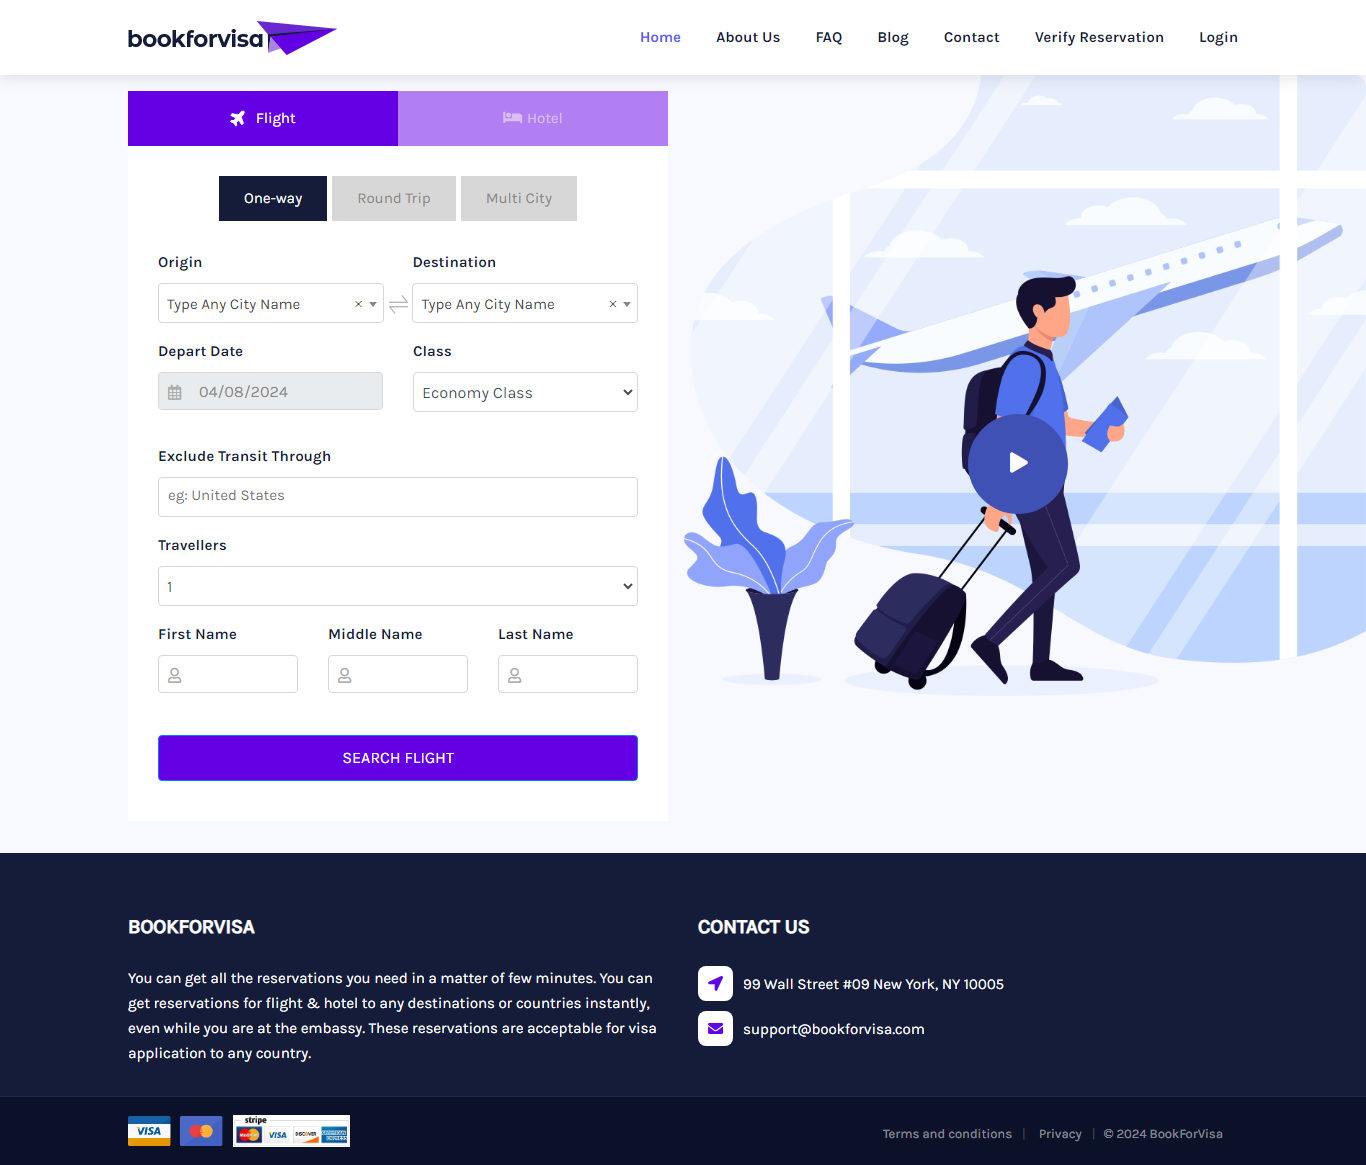 bookforvisa
Home About Us FAQ Blog Contact Verify Reservation Login
Flight Hotel
One-way Round Trip Multi City
Origin Destination
Type Any City Name × Type Any City Name ×
Depart Date Class
04/08/2024 Economy Class
Exclude Transit Through
eg: United States
Travellers
1
First Name Middle Name Last Name
SEARCH FLIGHT
BOOKFORVISA
You can get all the reservations you need in a matter of few minutes. You can
get reservations for flight & hotel to any destinations or countries instantly,
even while you are at the embassy. These reservations are acceptable for visa
application to any country.
CONTACT US
99 Wall Street #09 New York, NY 10005
support@bookforvisa.com
VISA stripe
MasterCard VISA DISCOVER AMERICAN EXPRESS
Terms and conditions | Privacy | © 2024 BookForVisa